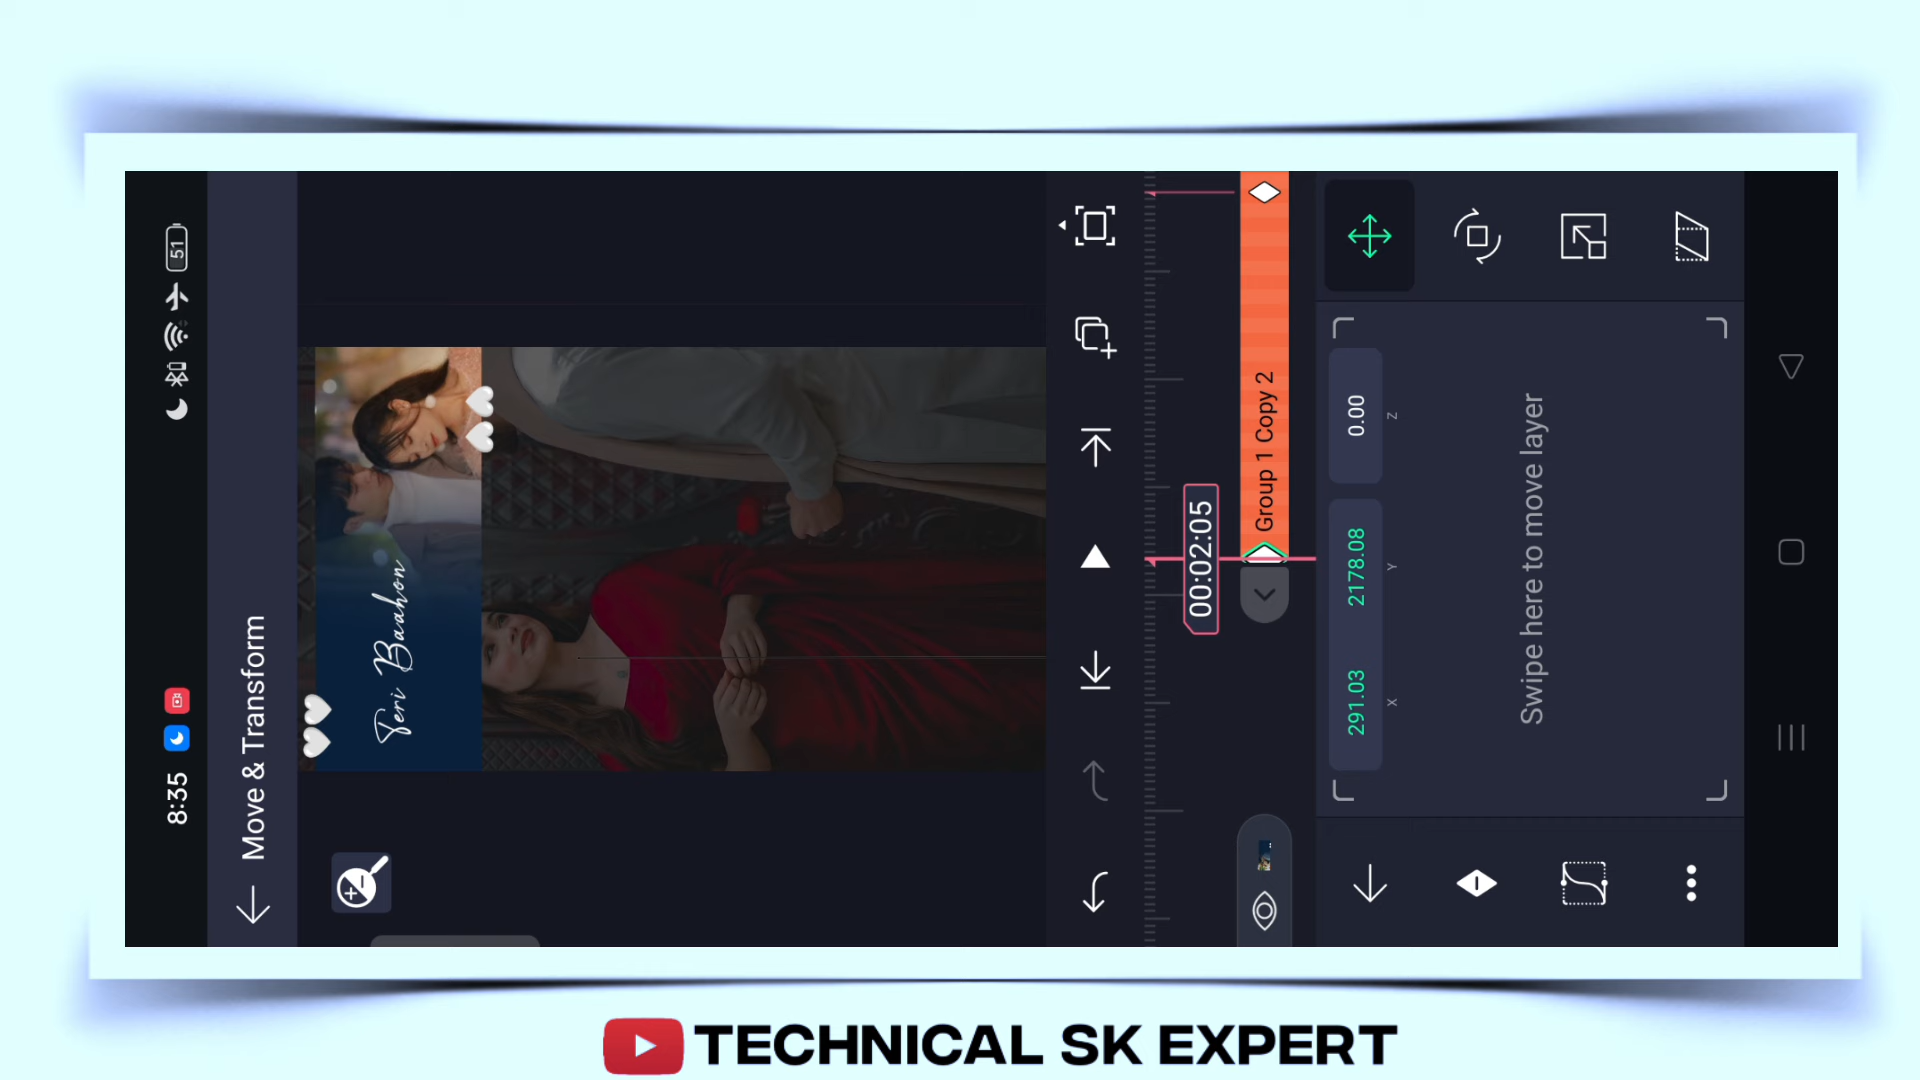 8:35
51
Move & Transform
Teri Baahon
00:02:05
Group 1 Copy 2
291.03
2178.08
0.00
X
Y
Z
Swipe here to move layer
TECHNICAL SK EXPERT